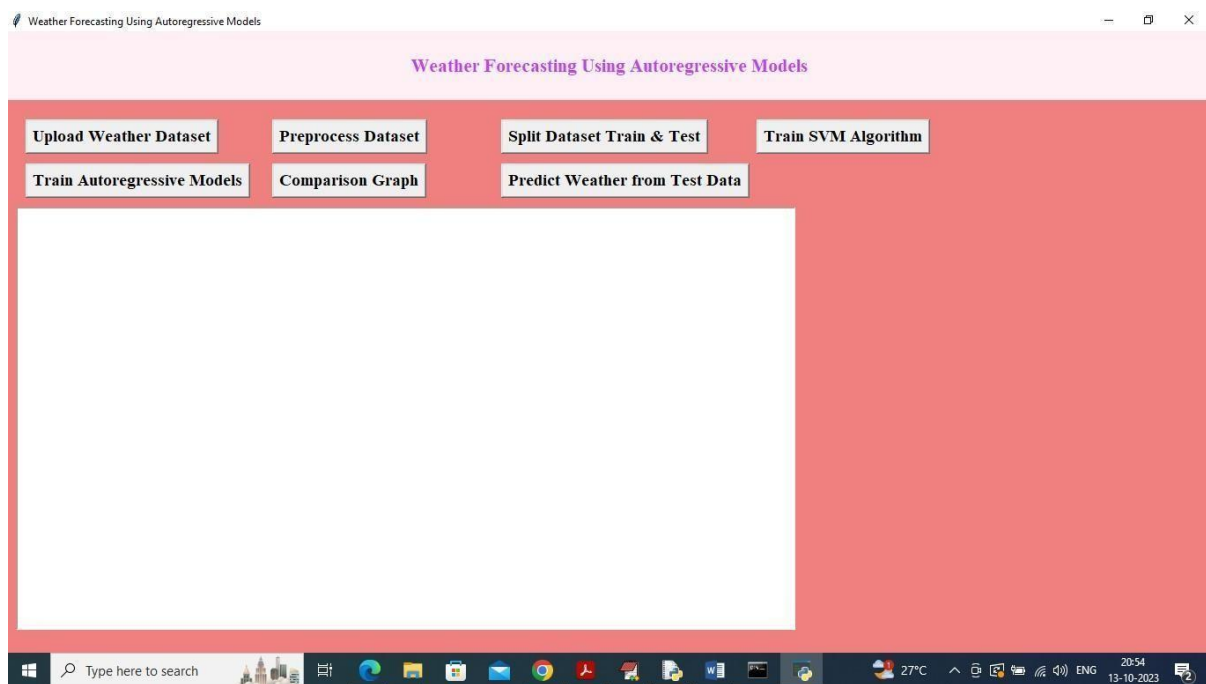 Weather Forecasting Using Autoregressive Models
Weather Forecasting Using Autoregressive Models
Upload Weather Dataset Preprocess Dataset Split Dataset Train & Test Train SVM Algorithm
Train Autoregressive Models Comparison Graph Predict Weather from Test Data
Type here to search 27°C ENG 20:54
13-10-2023 2